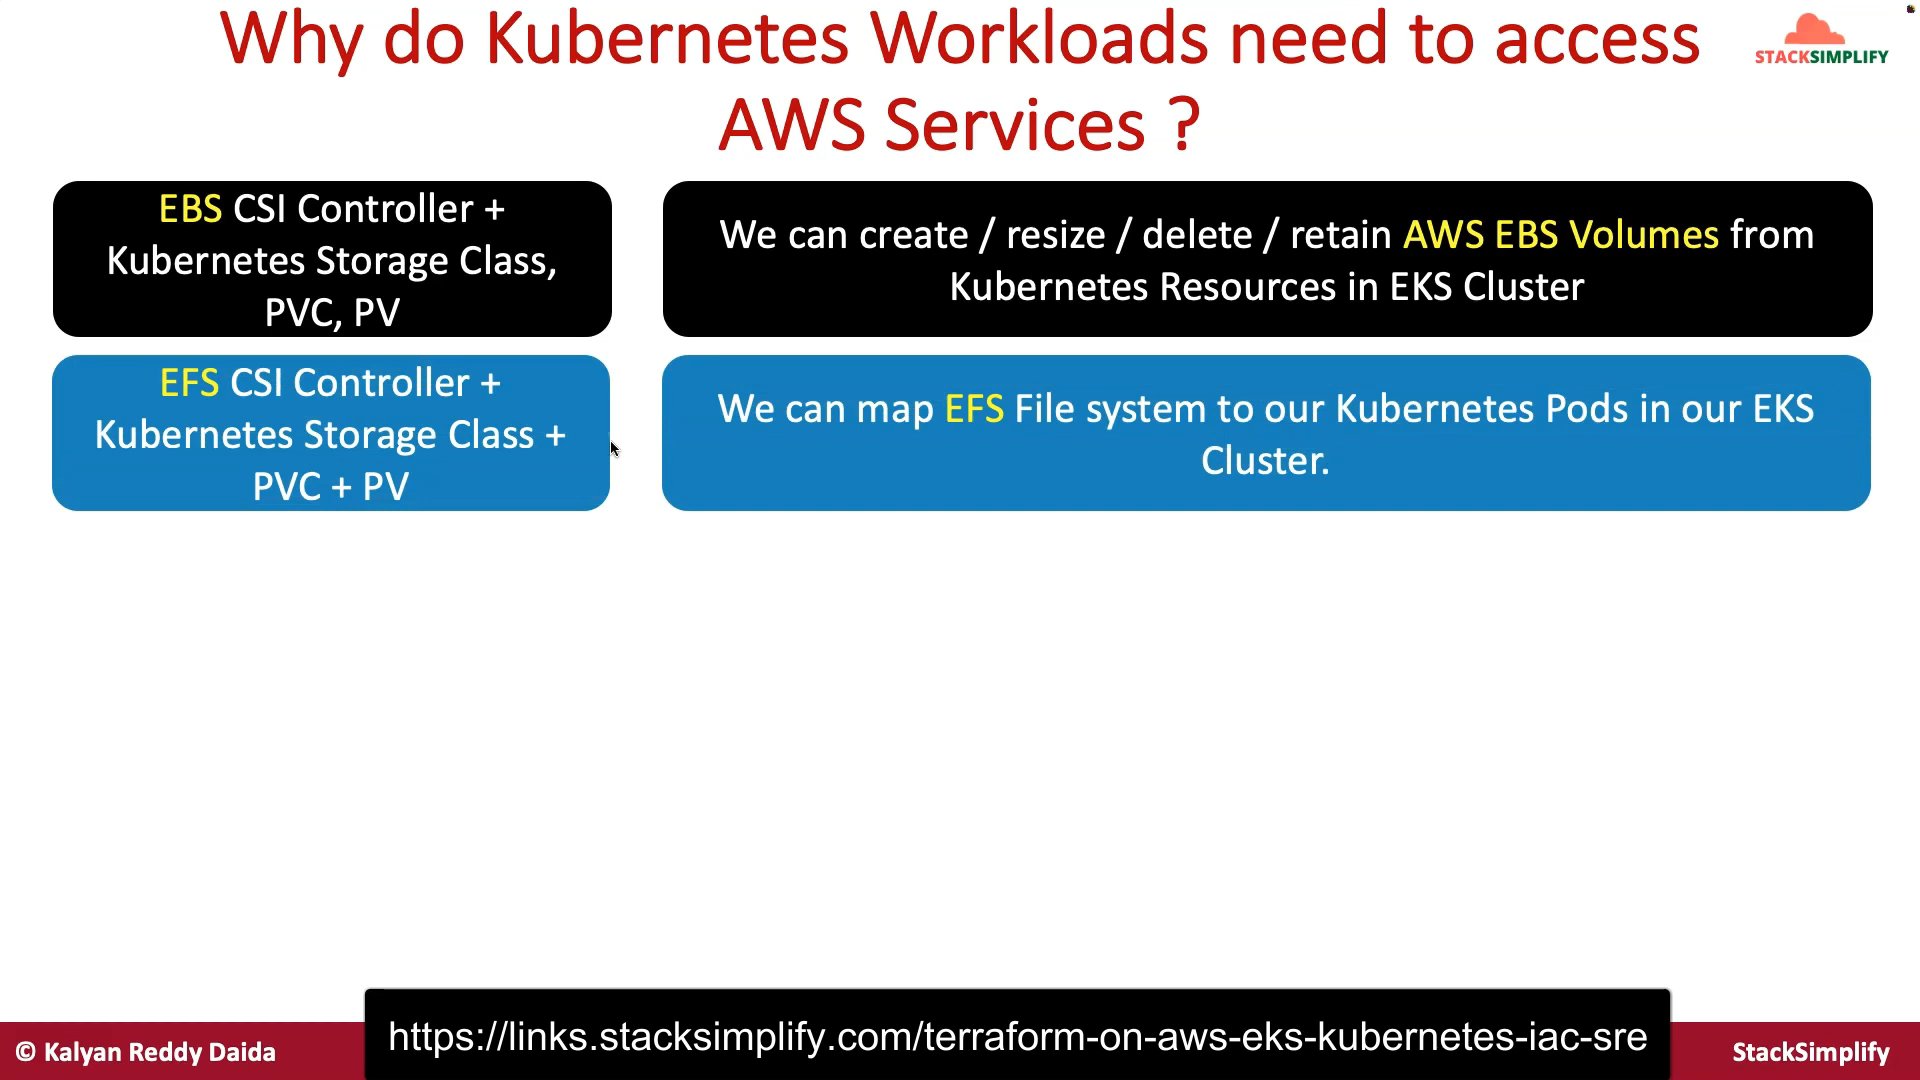 Why do Kubernetes Workloads need to access
AWS Services ?
STACKSIMPLIFY
EBS CSI Controller +
Kubernetes Storage Class,
PVC, PV
We can create / resize / delete / retain AWS EBS Volumes from
Kubernetes Resources in EKS Cluster
EFS CSI Controller +
Kubernetes Storage Class +
PVC + PV
We can map EFS File system to our Kubernetes Pods in our EKS
Cluster.
© Kalyan Reddy Daida
https://links.stacksimplify.com/terraform-on-aws-eks-kubernetes-iac-sre
StackSimplify